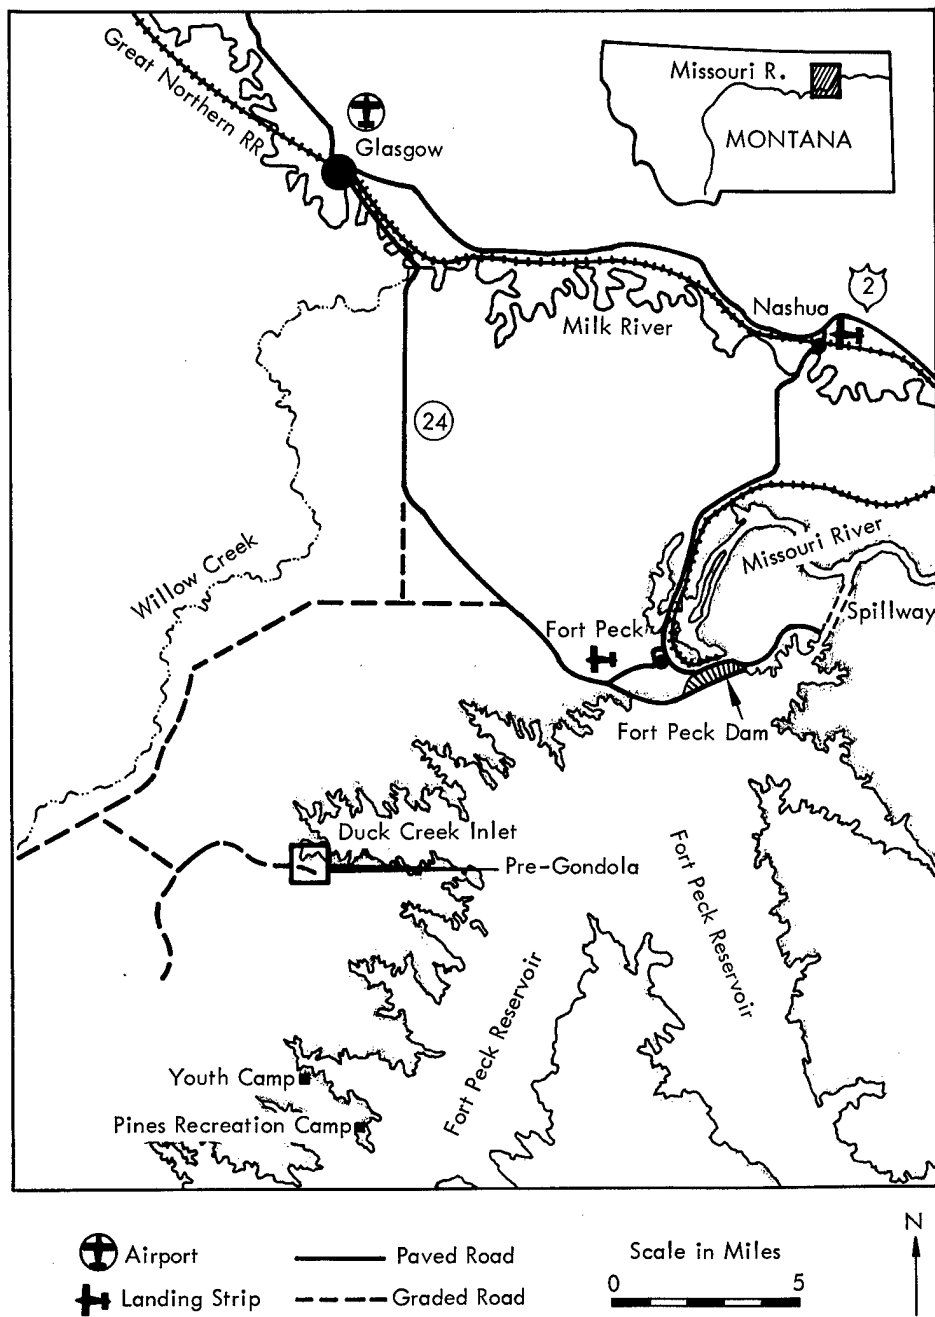 Great Northern RR
Glasgow
Missouri R.
MONTANA
2
Nashua
Milk River
24
Willow Creek
Missouri River
Spillway
Fort Peck
Fort Peck Dam
Duck Creek Inlet
Pre-Gondola
Fort Peck Reservoir
Fort Peck Reservoir
Youth Camp
Pines Recreation Camp
N
Airport
Paved Road
Scale in Miles
Landing Strip
Graded Road
0 5